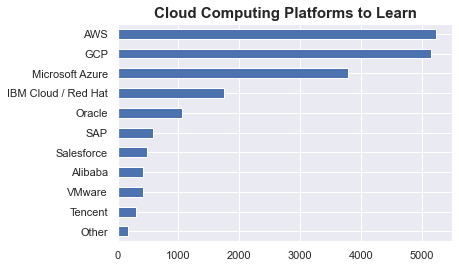 Cloud Computing Platforms to Learn
AWS
GCP
Microsoft Azure
IBM Cloud / Red Hat
Oracle
SAP
Salesforce
Alibaba
VMware
Tencent
Other
0 1000 2000 3000 4000 5000